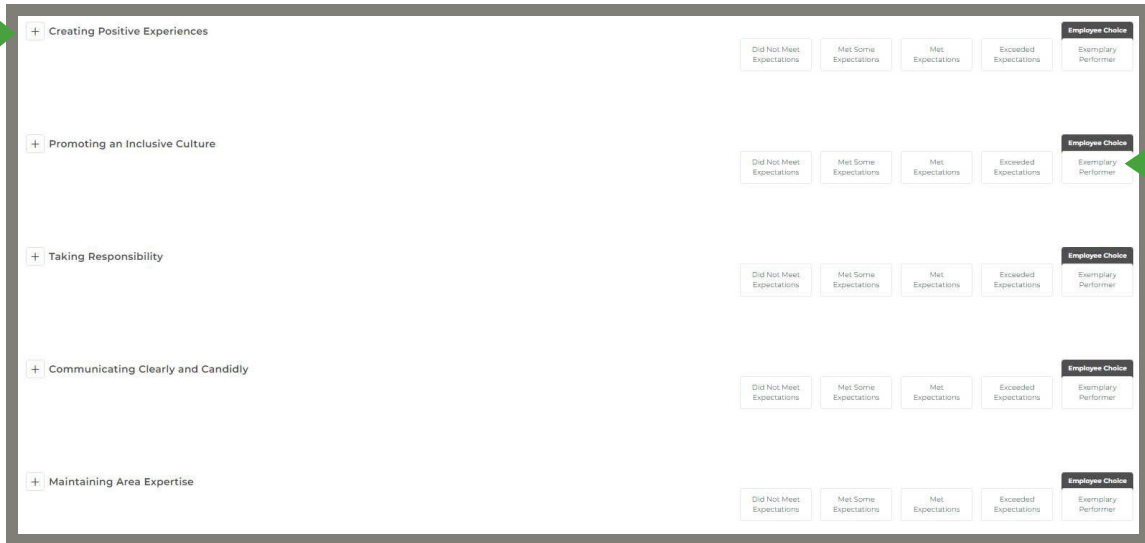 + Creating Positive Experiences
Employee Choice
Did Not Meet Met Some Met Exceeded Exemplary
Expectations Expectations Expectations Expectations Performer
+ Promoting an Inclusive Culture
Employee Choice
Did Not Meet Met Some Met Exceeded Exemplary
Expectations Expectations Expectations Expectations Performer
+ Taking Responsibility
Employee Choice
Did Not Meet Met Some Met Exceeded Exemplary
Expectations Expectations Expectations Expectations Performer
+ Communicating Clearly and Candidly
Employee Choice
Did Not Meet Met Some Met Exceeded Exemplary
Expectations Expectations Expectations Expectations Performer
+ Maintaining Area Expertise
Employee Choice
Did Not Meet Met Some Met Exceeded Exemplary
Expectations Expectations Expectations Expectations Performer